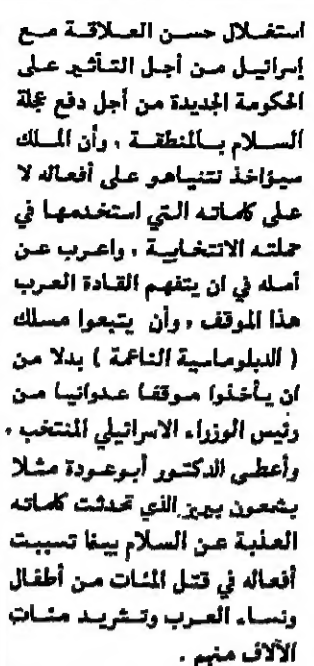 استغلال حسن العلاقة مع
إسرائيل من أجل التأثير على
الحكومة الجديدة من أجل دفع عجلة
السلام بالمنطقة ، وأن الملك
سيؤاخذ نتنياهو على أفعاله لا
على كلماته التي استخدمها في
حملته الانتخابية ، واعرب عن
أمله في ان يتفهم القادة العرب
هذا الموقف ، وأن يتبعوا مسلك
( الدبلوماسية الناعمة ) بدلا من
ان يأخذوا موقفا عدوانيا من
رئيس الوزراء الاسرائيلي المنتخب ،
وأعطى الدكتور أبوعودة مثلا
بشمعون بيريز الذي تحدثت كلماته
العذبة عن السلام بينما تسببت
أفعاله في قتل المئات من أطفال
ونساء العرب وتشريد مئات
الآلاف منهم .